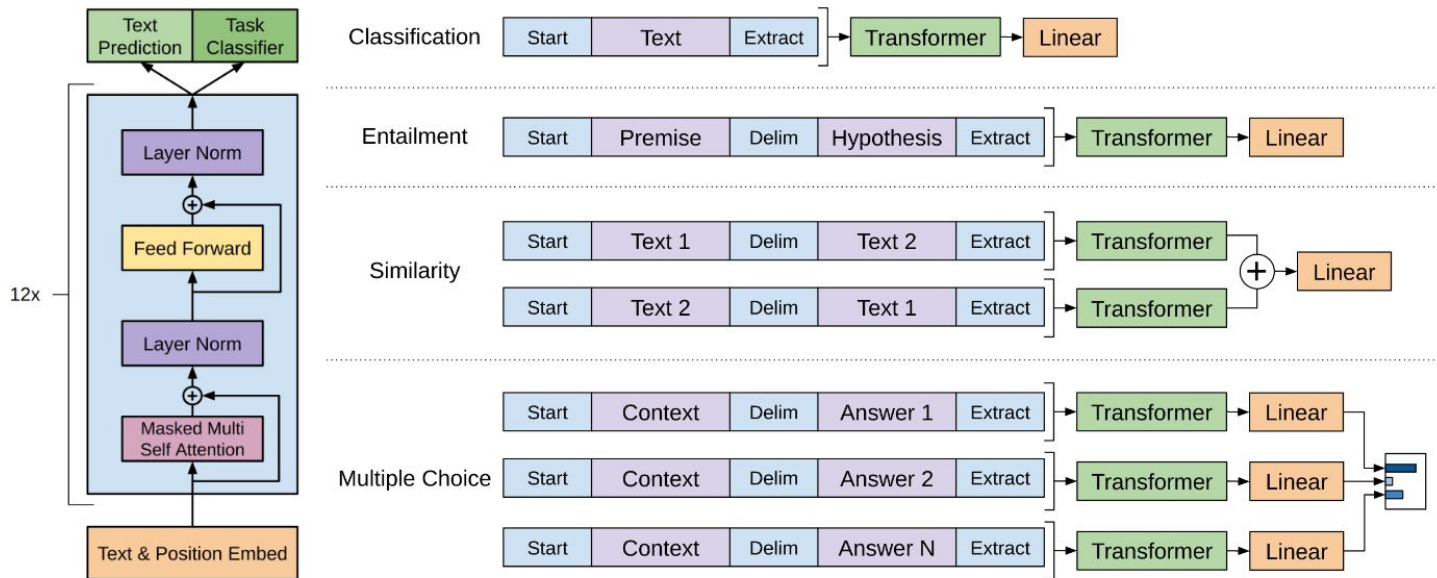 Text
Prediction
Task
Classifier
Layer Norm
+
Feed Forward
12x
Layer Norm
+
Masked Multi
Self Attention
Text & Position Embed
Classification Start Text Extract Transformer Linear
Entailment Start Premise Delim Hypothesis Extract Transformer Linear
Similarity
Start Text 1 Delim Text 2 Extract Transformer
+ Linear
Start Text 2 Delim Text 1 Extract Transformer
Multiple Choice
Start Context Delim Answer 1 Extract Transformer Linear
Start Context Delim Answer 2 Extract Transformer Linear
Start Context Delim Answer N Extract Transformer Linear